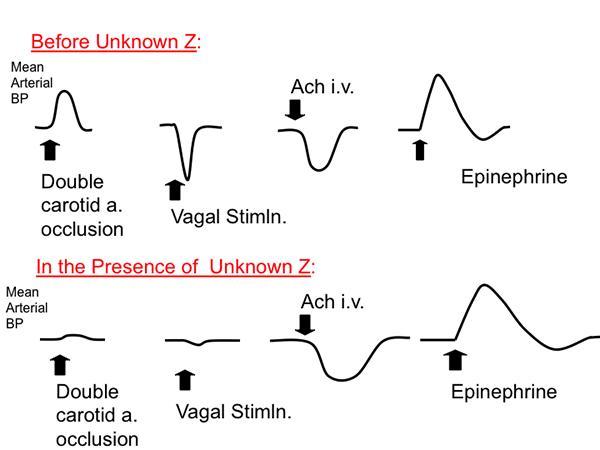 Before Unknown Z:
Mean
Arterial
BP
Ach i.v.
Double
carotid a.
occlusion
Vagal Stimln.
Epinephrine
In the Presence of Unknown Z:
Mean
Arterial
BP
Ach i.v.
Double
carotid a.
occlusion
Vagal Stimln.
Epinephrine